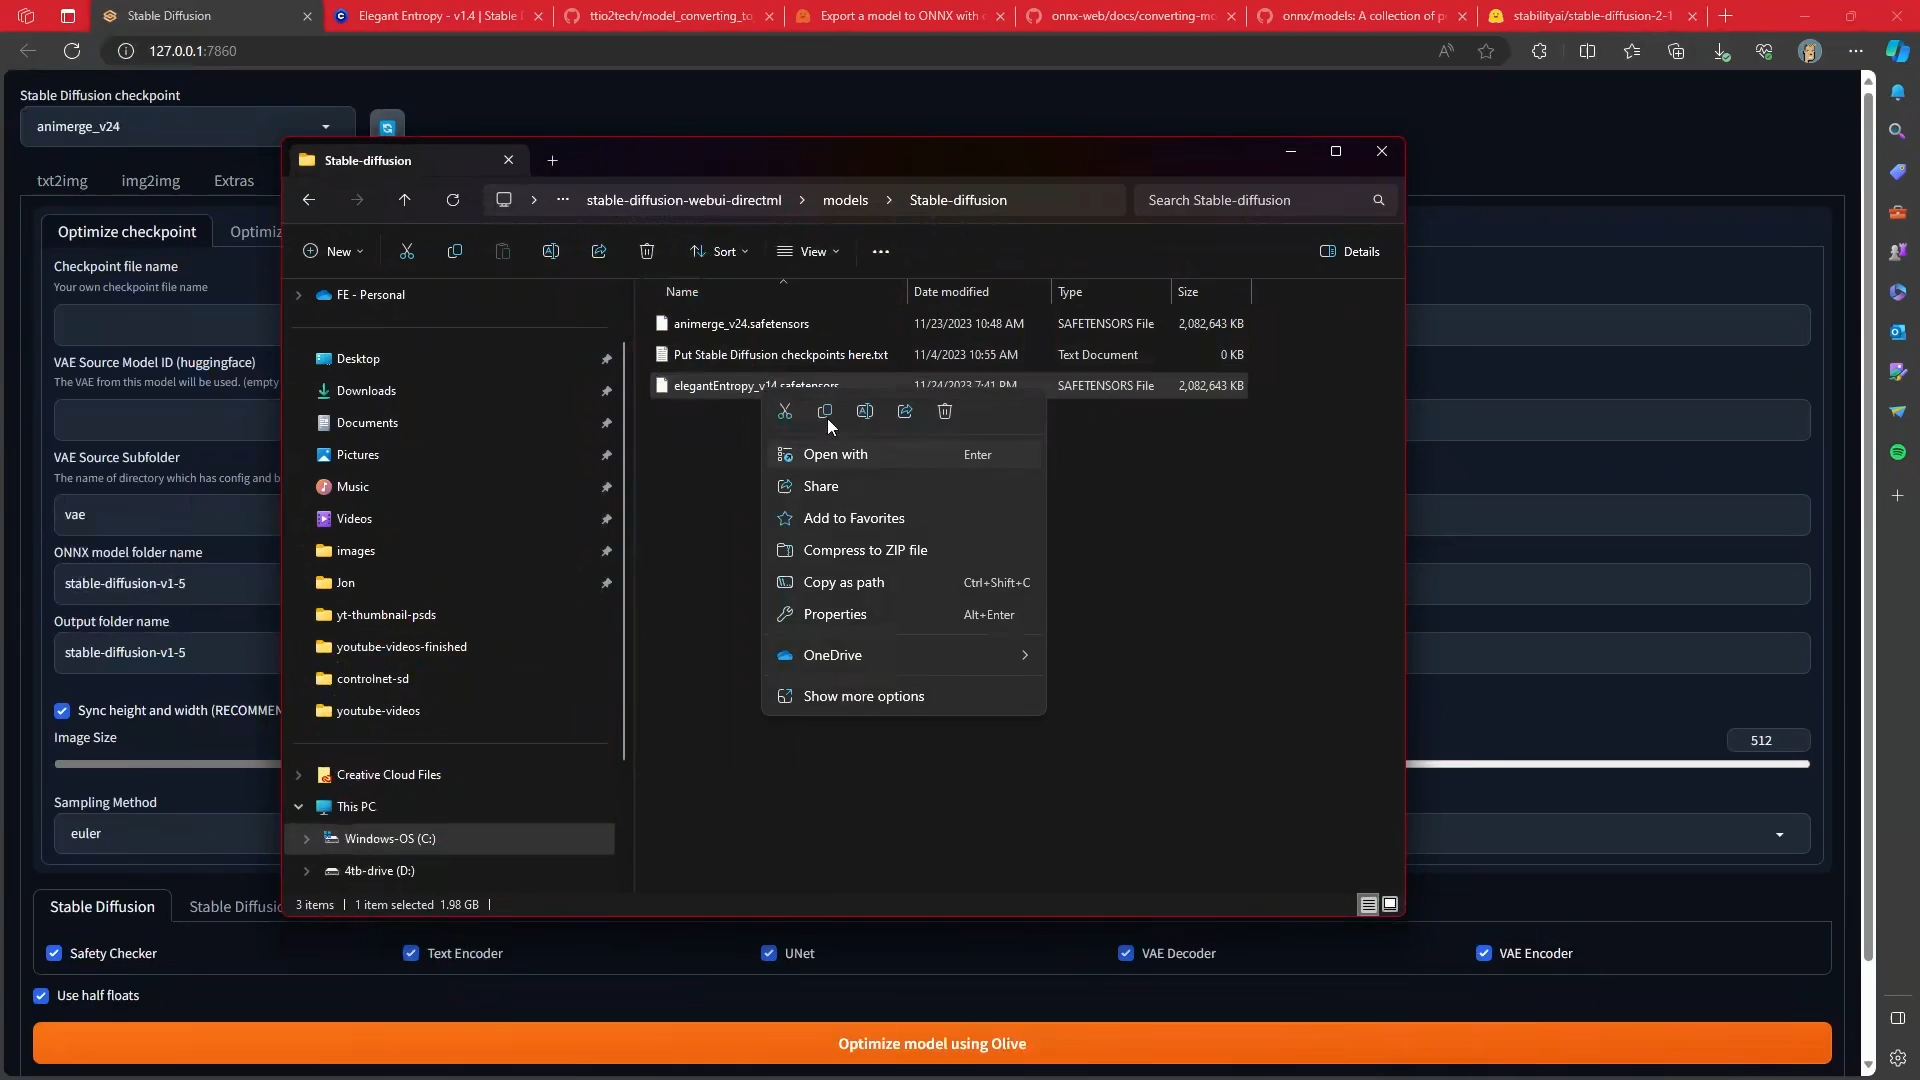 Stable Diffusion
Elegant Entropy - v1.4 | Stable
ttio2tech/model_converting_to
Export a model to ONNX with
onnx-web/docs/converting-mo
onnx/models: A collection of p
stabilityai/stable-diffusion-2-1
127.0.0.1:7860
Stable Diffusion checkpoint
animerge_v24
txt2img
img2img
Extras
Optimize checkpoint
Optimiz
Checkpoint file name
Your own checkpoint file name
VAE Source Model ID (huggingface)
The VAE from this model will be used. (empty
VAE Source Subfolder
The name of directory which has config and b
vae
ONNX model folder name
stable-diffusion-v1-5
Output folder name
stable-diffusion-v1-5
Sync height and width (RECOMMEN
Image Size
512
Sampling Method
euler
Stable Diffusion
Stable Diffusio
Safety Checker
Text Encoder
UNet
VAE Decoder
VAE Encoder
Use half floats
Optimize model using Olive
Stable-diffusion
stable-diffusion-webui-directml
models
Stable-diffusion
Search Stable-diffusion
New
Sort
View
Details
FE - Personal
Desktop
Downloads
Documents
Pictures
Music
Videos
images
Jon
yt-thumbnail-psds
youtube-videos-finished
controlnet-sd
youtube-videos
Creative Cloud Files
This PC
Windows-OS (C:)
4tb-drive (D:)
Name
Date modified
Type
Size
animerge_v24.safetensors
11/23/2023 10:48 AM
SAFETENSORS File
2,082,643 KB
Put Stable Diffusion checkpoints here.txt
11/4/2023 10:55 AM
Text Document
0 KB
elegantEntropy_v14.safetensors
11/24/2023 7:41 PM
SAFETENSORS File
2,082,643 KB
Open with Enter
Share
Add to Favorites
Compress to ZIP file
Copy as path Ctrl+Shift+C
Properties Alt+Enter
OneDrive
Show more options
3 items
1 item selected 1.98 GB